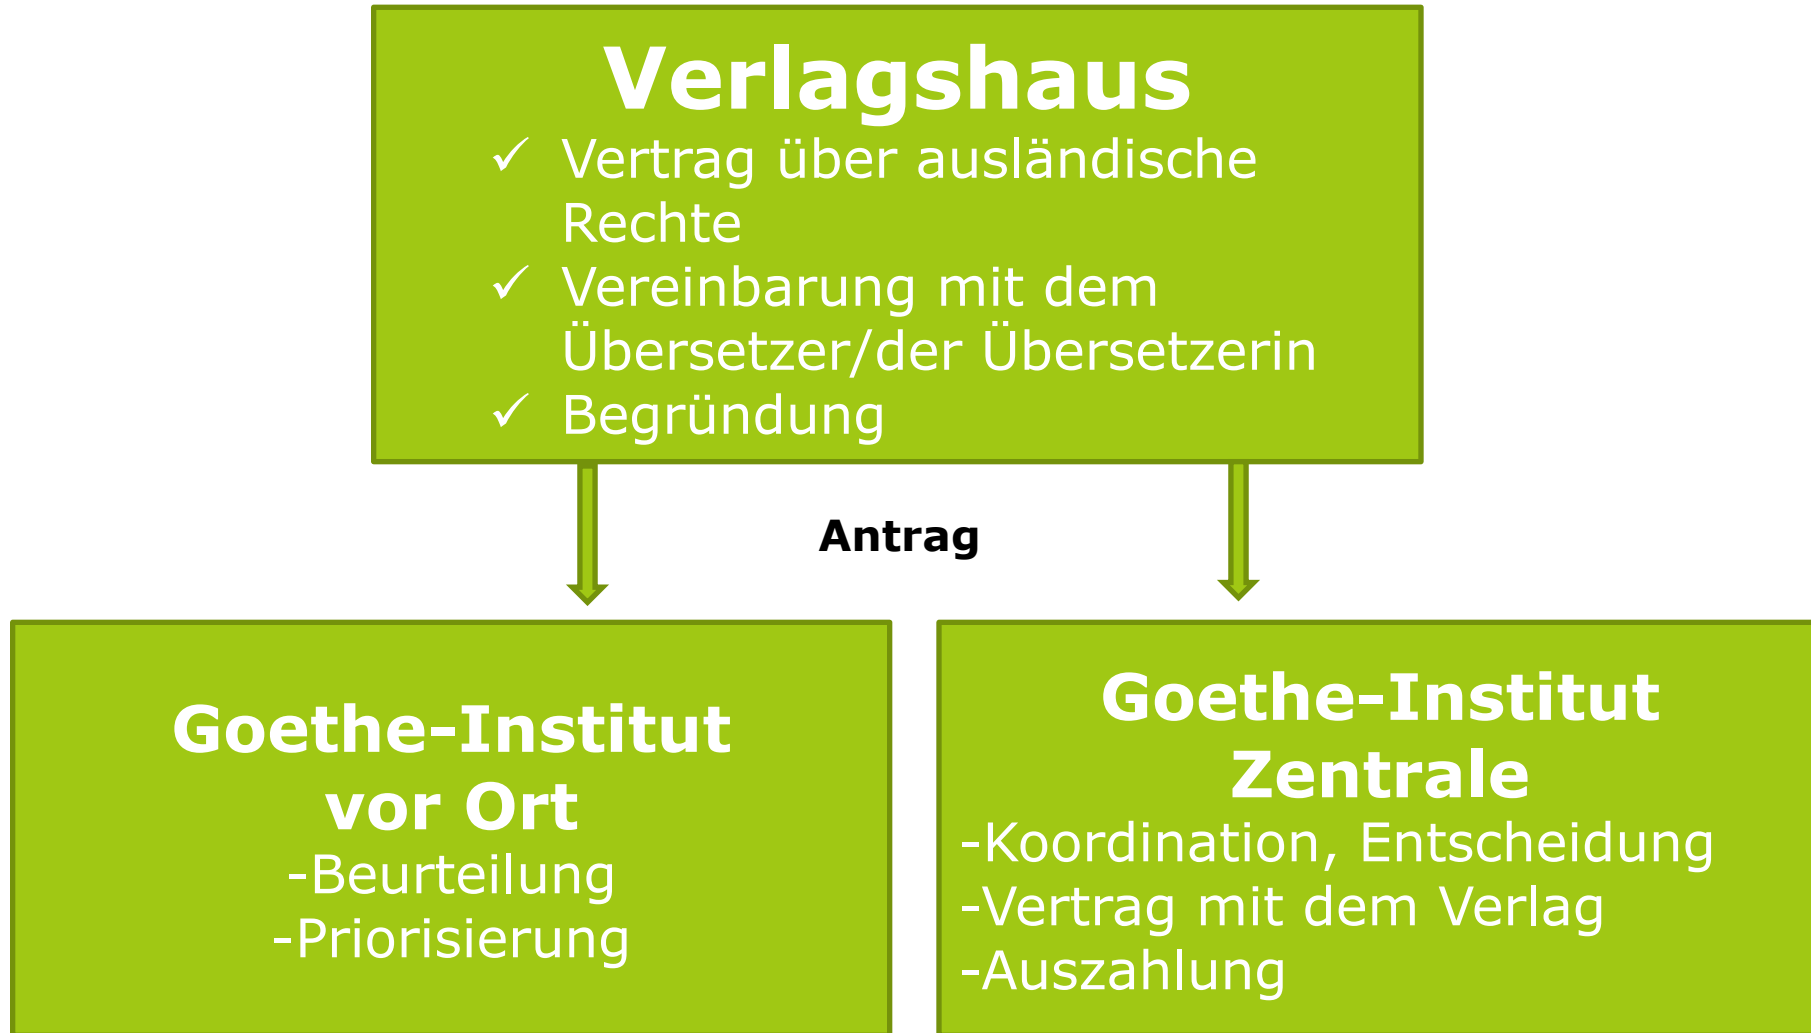 Verlagshaus
✓ Vertrag über ausländische
Rechte
✓ Vereinbarung mit dem
Übersetzer/der Übersetzerin
✓ Begründung
Antrag
Goethe-Institut
vor Ort
-Beurteilung
-Priorisierung
Goethe-Institut
Zentrale
-Koordination, Entscheidung
-Vertrag mit dem Verlag
-Auszahlung